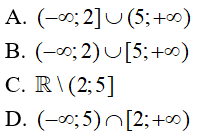 A. (−∞; 2] ∪ (5; +∞)
B. (−∞; 2) ∪ [5; +∞)
C. ℝ \ (2; 5]
D. (−∞; 5) ∩ [2; +∞)